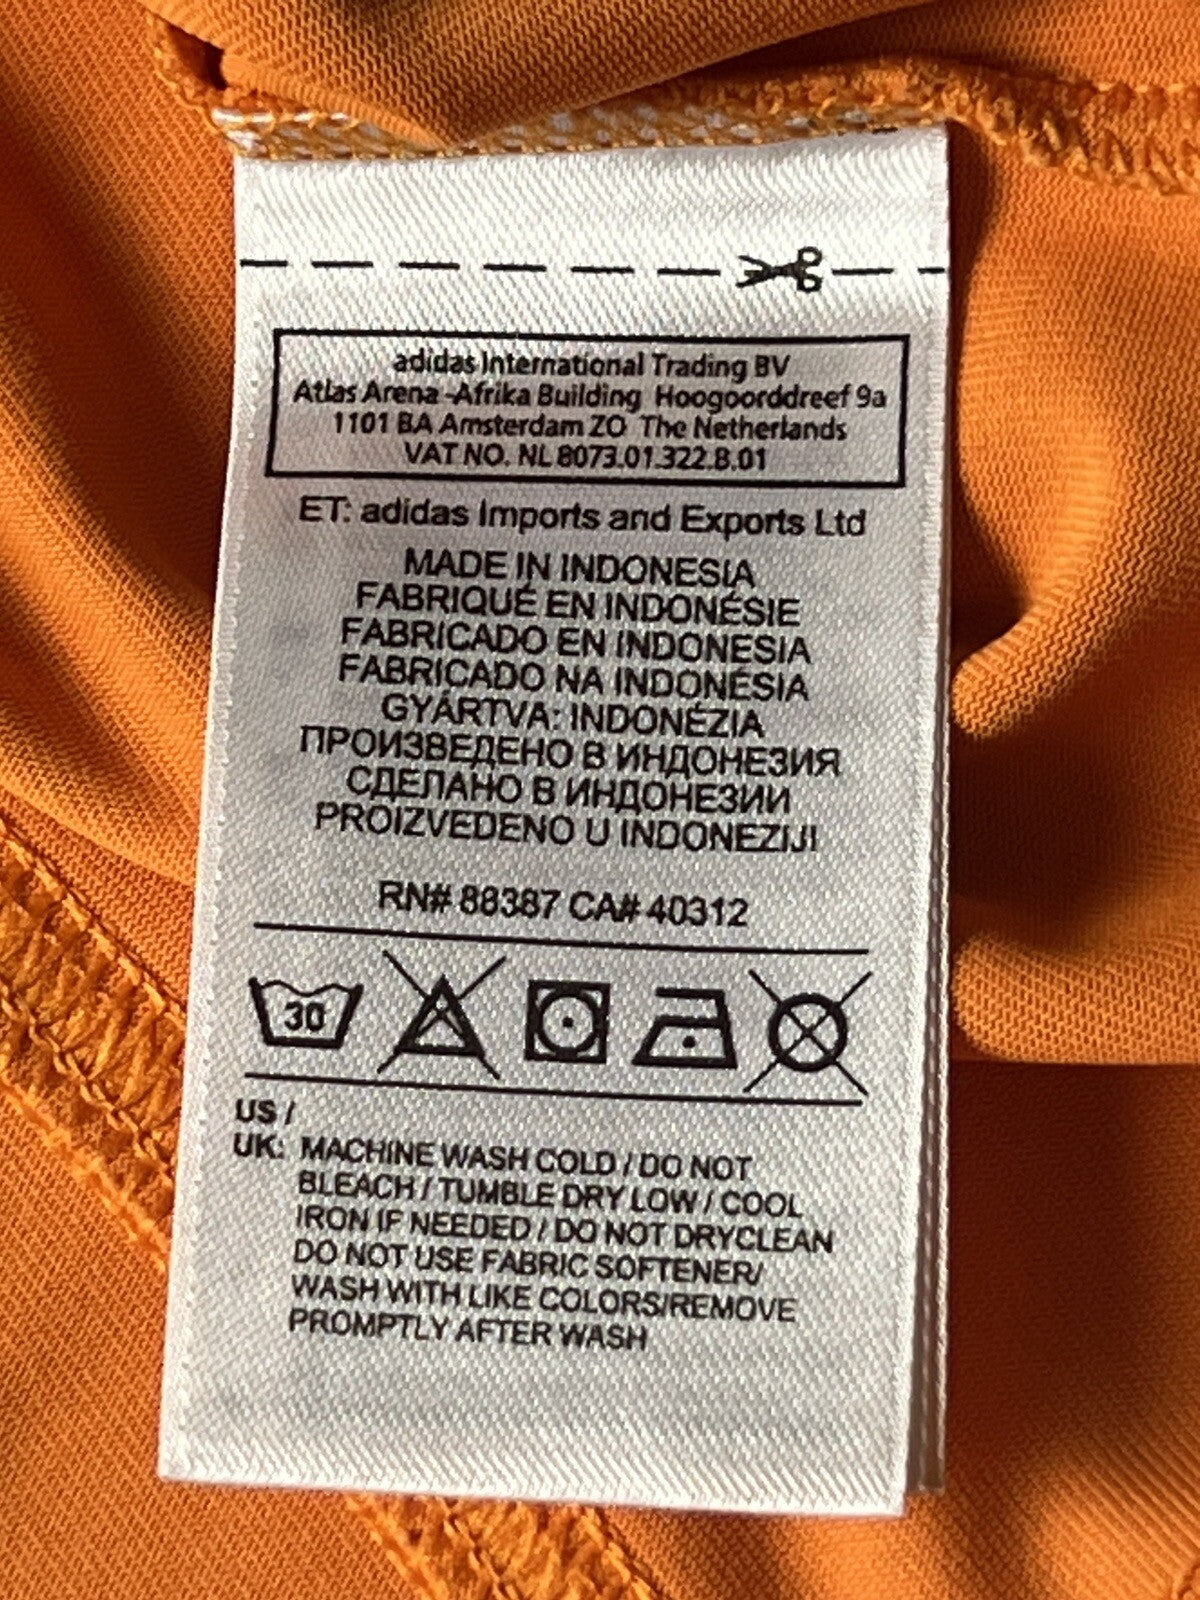 adidas International Trading BV
Atlas Arena -Afrika Building Hoogoorddreef 9a
1101 BA Amsterdam ZO The Netherlands
VAT NO. NL 8073.01.322.B.01
ET: adidas Imports and Exports Ltd
MADE IN INDONESIA
FABRIQUÉ EN INDONÉSIE
FABRICADO EN INDONESIA
FABRICADO NA INDONÉSIA
GYÁRTVA: INDONÉZIA
ПРОИЗВЕДЕНО В ИНДОНЕЗИЯ
СДЕЛАНО В ИНДОНЕЗИИ
PROIZVEDENO U INDONEZIJI
RN# 88387 CA# 40312
30
US /
UK: MACHINE WASH COLD / DO NOT
BLEACH / TUMBLE DRY LOW / COOL
IRON IF NEEDED / DO NOT DRYCLEAN
DO NOT USE FABRIC SOFTENER/
WASH WITH LIKE COLORS/REMOVE
PROMPTLY AFTER WASH